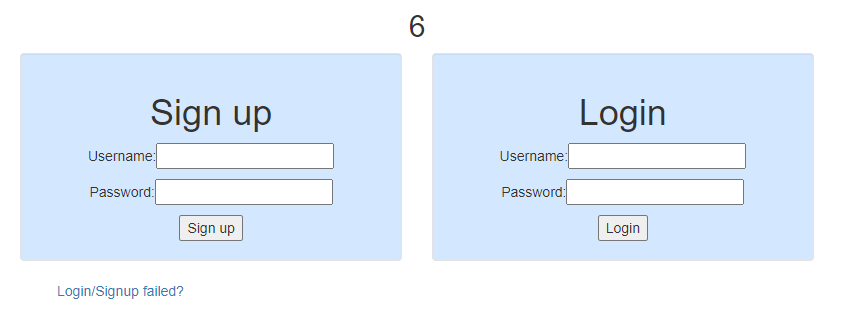 6
Sign up
Username:
Password:
Sign up
Login
Username:
Password:
Login
Login/Signup failed?